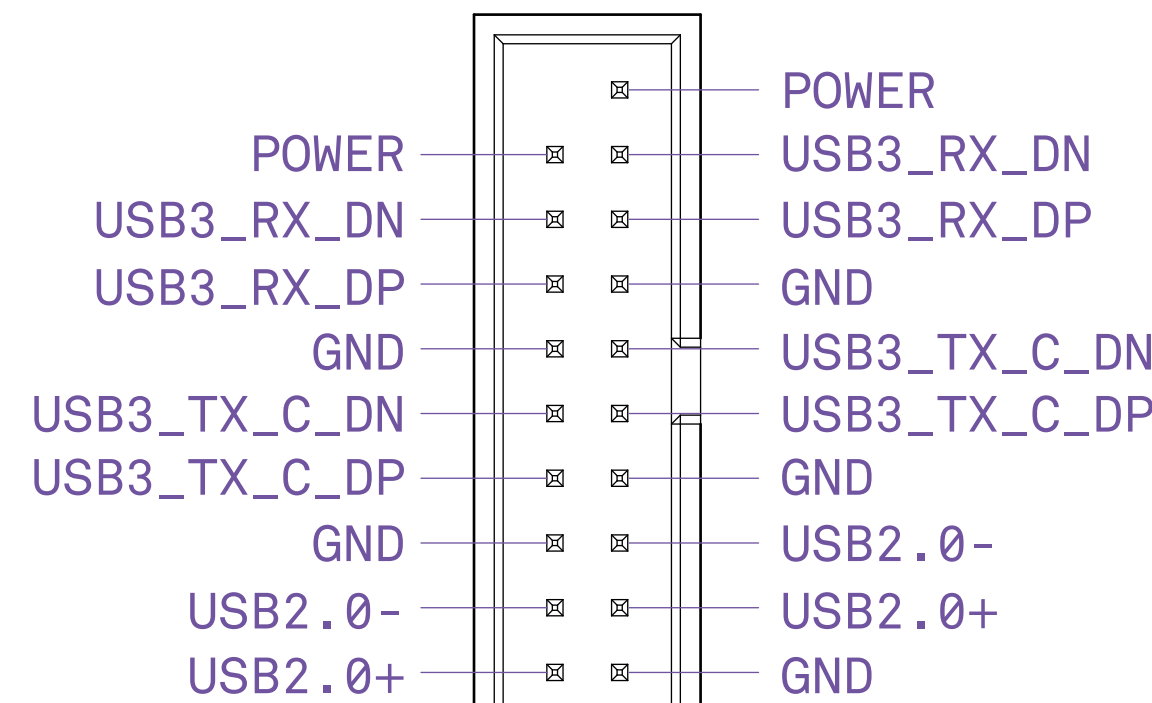 POWER
POWER USB3_RX_DN
USB3_RX_DN USB3_RX_DP
USB3_RX_DP GND
GND USB3_TX_C_DN
USB3_TX_C_DN USB3_TX_C_DP
USB3_TX_C_DP GND
GND USB2.0-
USB2.0- USB2.0+
USB2.0+ GND